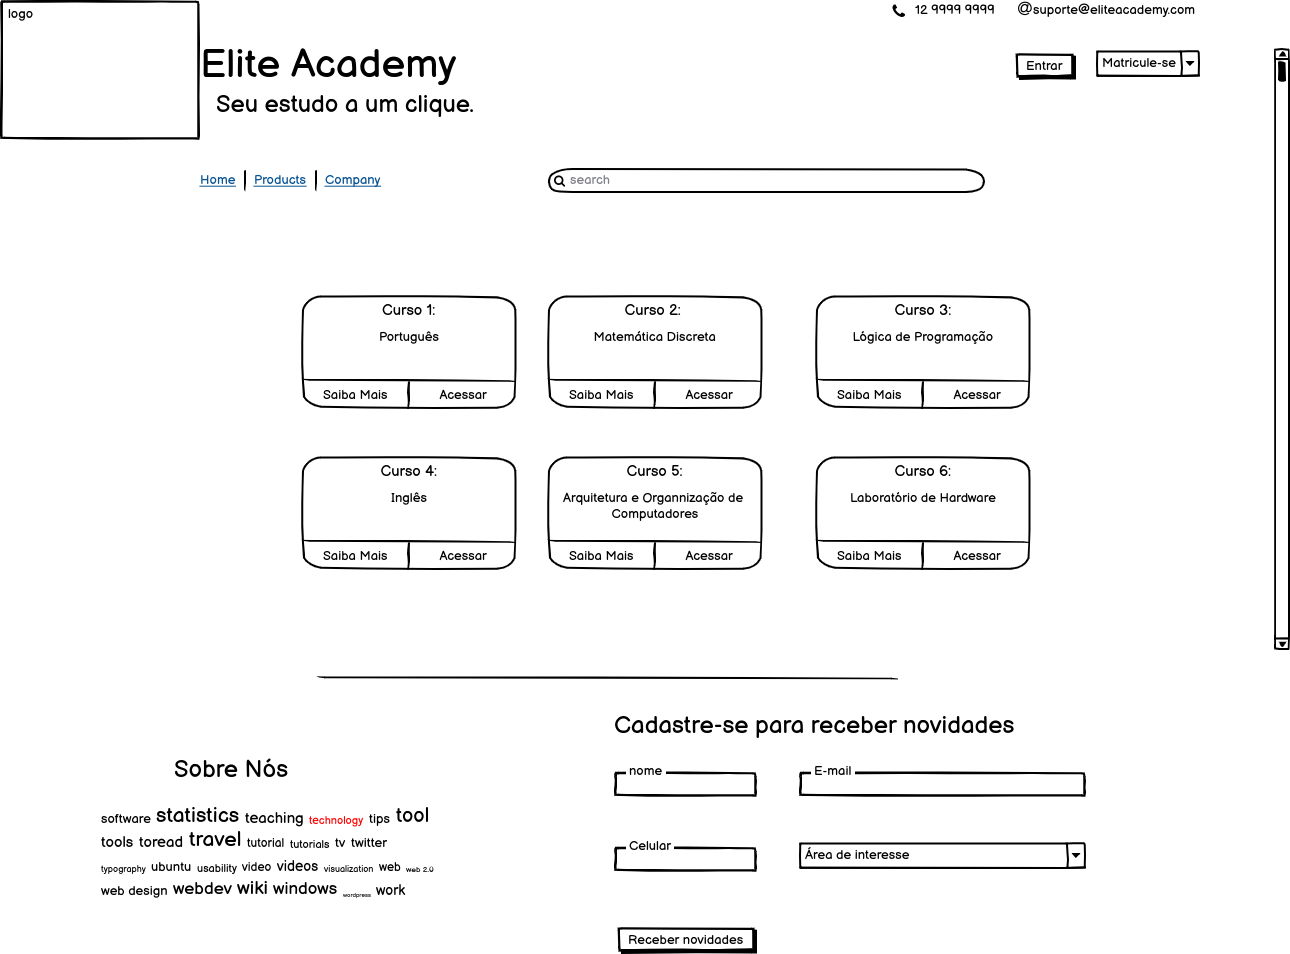 logo
12 9999 9999
@suporte@eliteacademy.com
Elite Academy
Seu estudo a um clique.
Entrar
Matricule-se
Home
Products
Company
search
Curso 1:
Português
Saiba Mais
Acessar
Curso 2:
Matemática Discreta
Saiba Mais
Acessar
Curso 3:
Lógica de Programação
Saiba Mais
Acessar
Curso 4:
Inglês
Saiba Mais
Acessar
Curso 5:
Arquitetura e Organnização de
Computadores
Saiba Mais
Acessar
Curso 6:
Laboratório de Hardware
Saiba Mais
Acessar
Sobre Nós
software statistics teaching technology tips tool
tools toread travel tutorial tutorials tv twitter
typography ubuntu usability video videos visualization web web 2.0
web design webdev wiki windows wordpress work
Cadastre-se para receber novidades
nome
E-mail
Celular
Área de interesse
Receber novidades